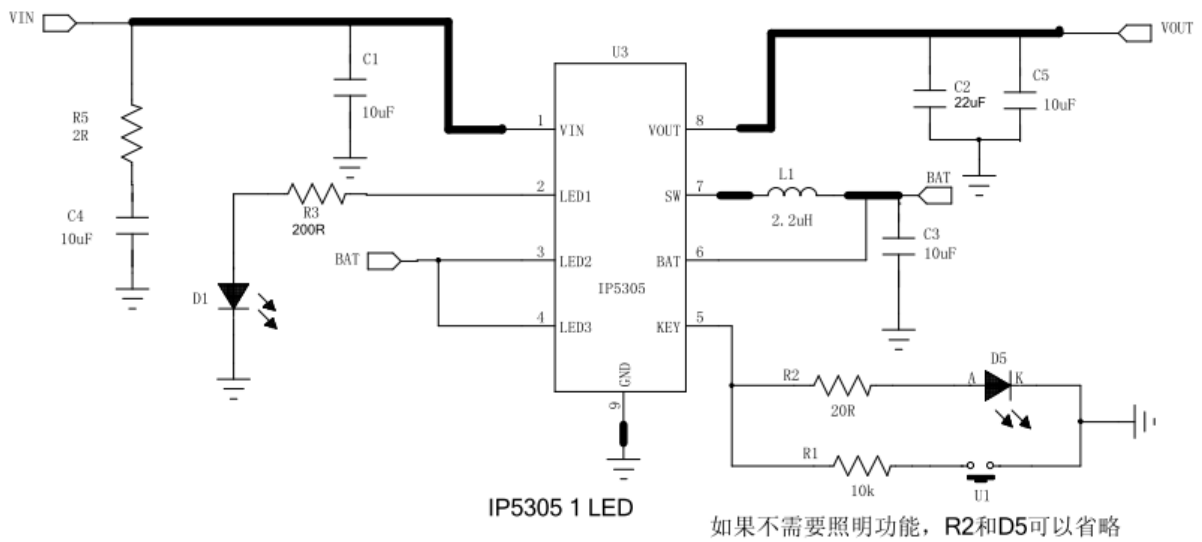 VIN
VOUT
U3
C1
10uF
C2
22uF
C5
10uF
R5
2R
1
VIN
VOUT
8
L1
BAT
2
LED1
SW
7
R3
200R
2.2uH
C4
10uF
C3
10uF
BAT
3
LED2
BAT
6
IP5305
D1
4
LED3
KEY
5
GND
9
R2
20R
A
D5
K
R1
10k
U1
IP5305 1 LED
如果不需要照明功能，R2和D5可以省略